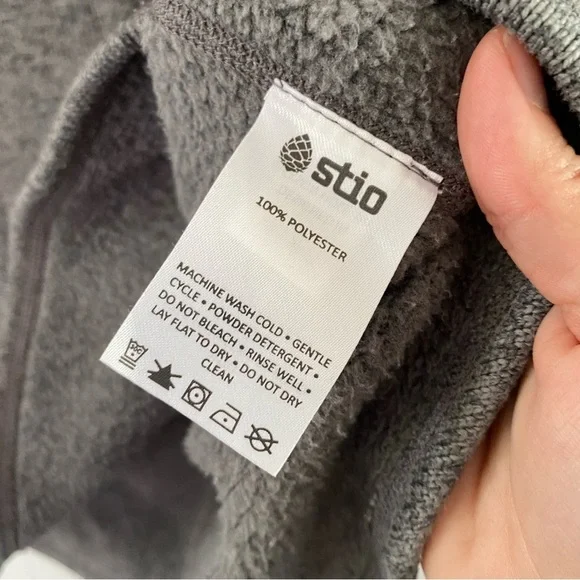 stio
100% POLYESTER
MACHINE WASH COLD • GENTLE
CYCLE • POWDER DETERGENT •
DO NOT BLEACH • RINSE WELL •
LAY FLAT TO DRY • DO NOT DRY
CLEAN